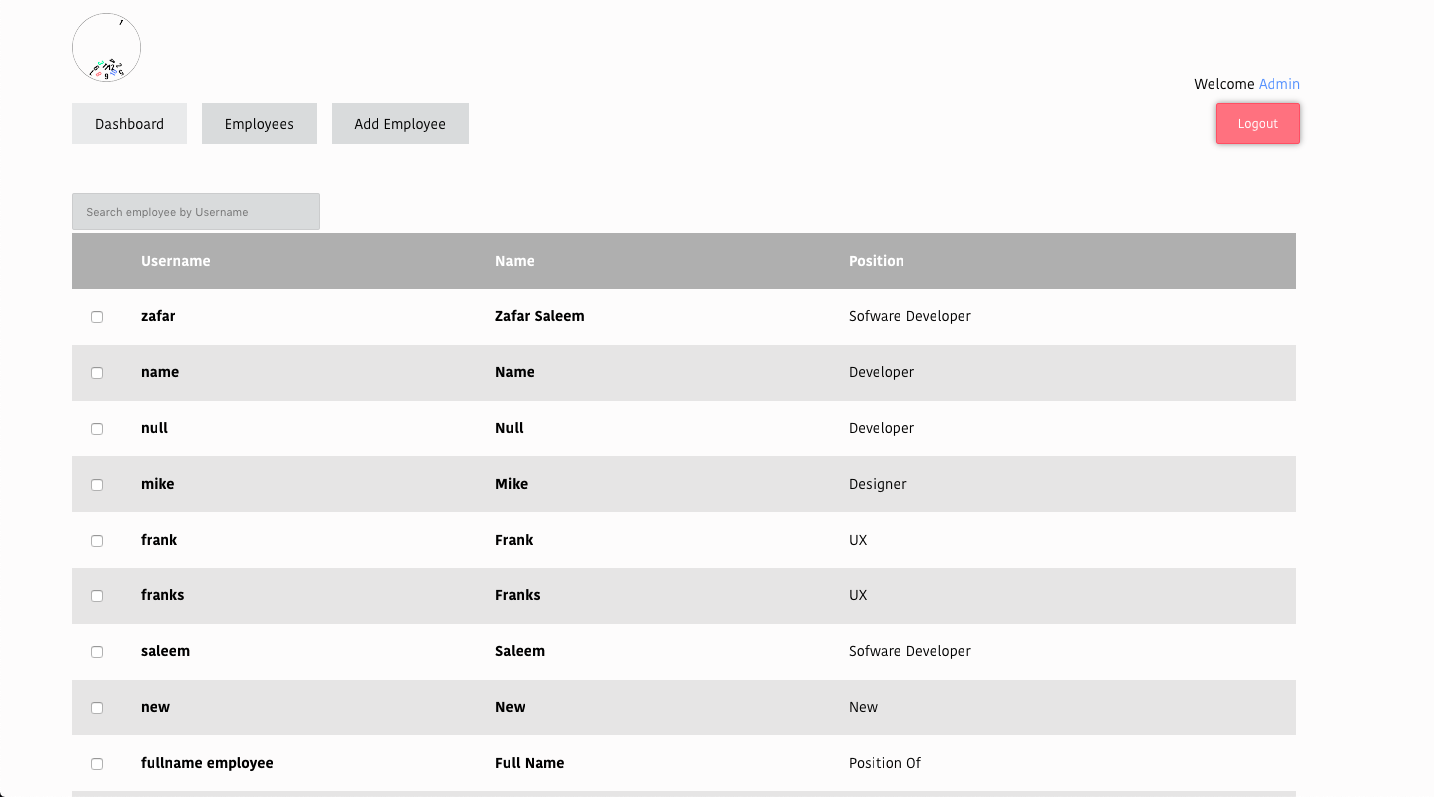 Welcome Admin
Dashboard Employees Add Employee Logout
Search employee by Username
Username Name Position
zafar Zafar Saleem Sofware Developer
name Name Developer
null Null Developer
mike Mike Designer
frank Frank UX
franks Franks UX
saleem Saleem Sofware Developer
new New New
fullname employee Full Name Position Of